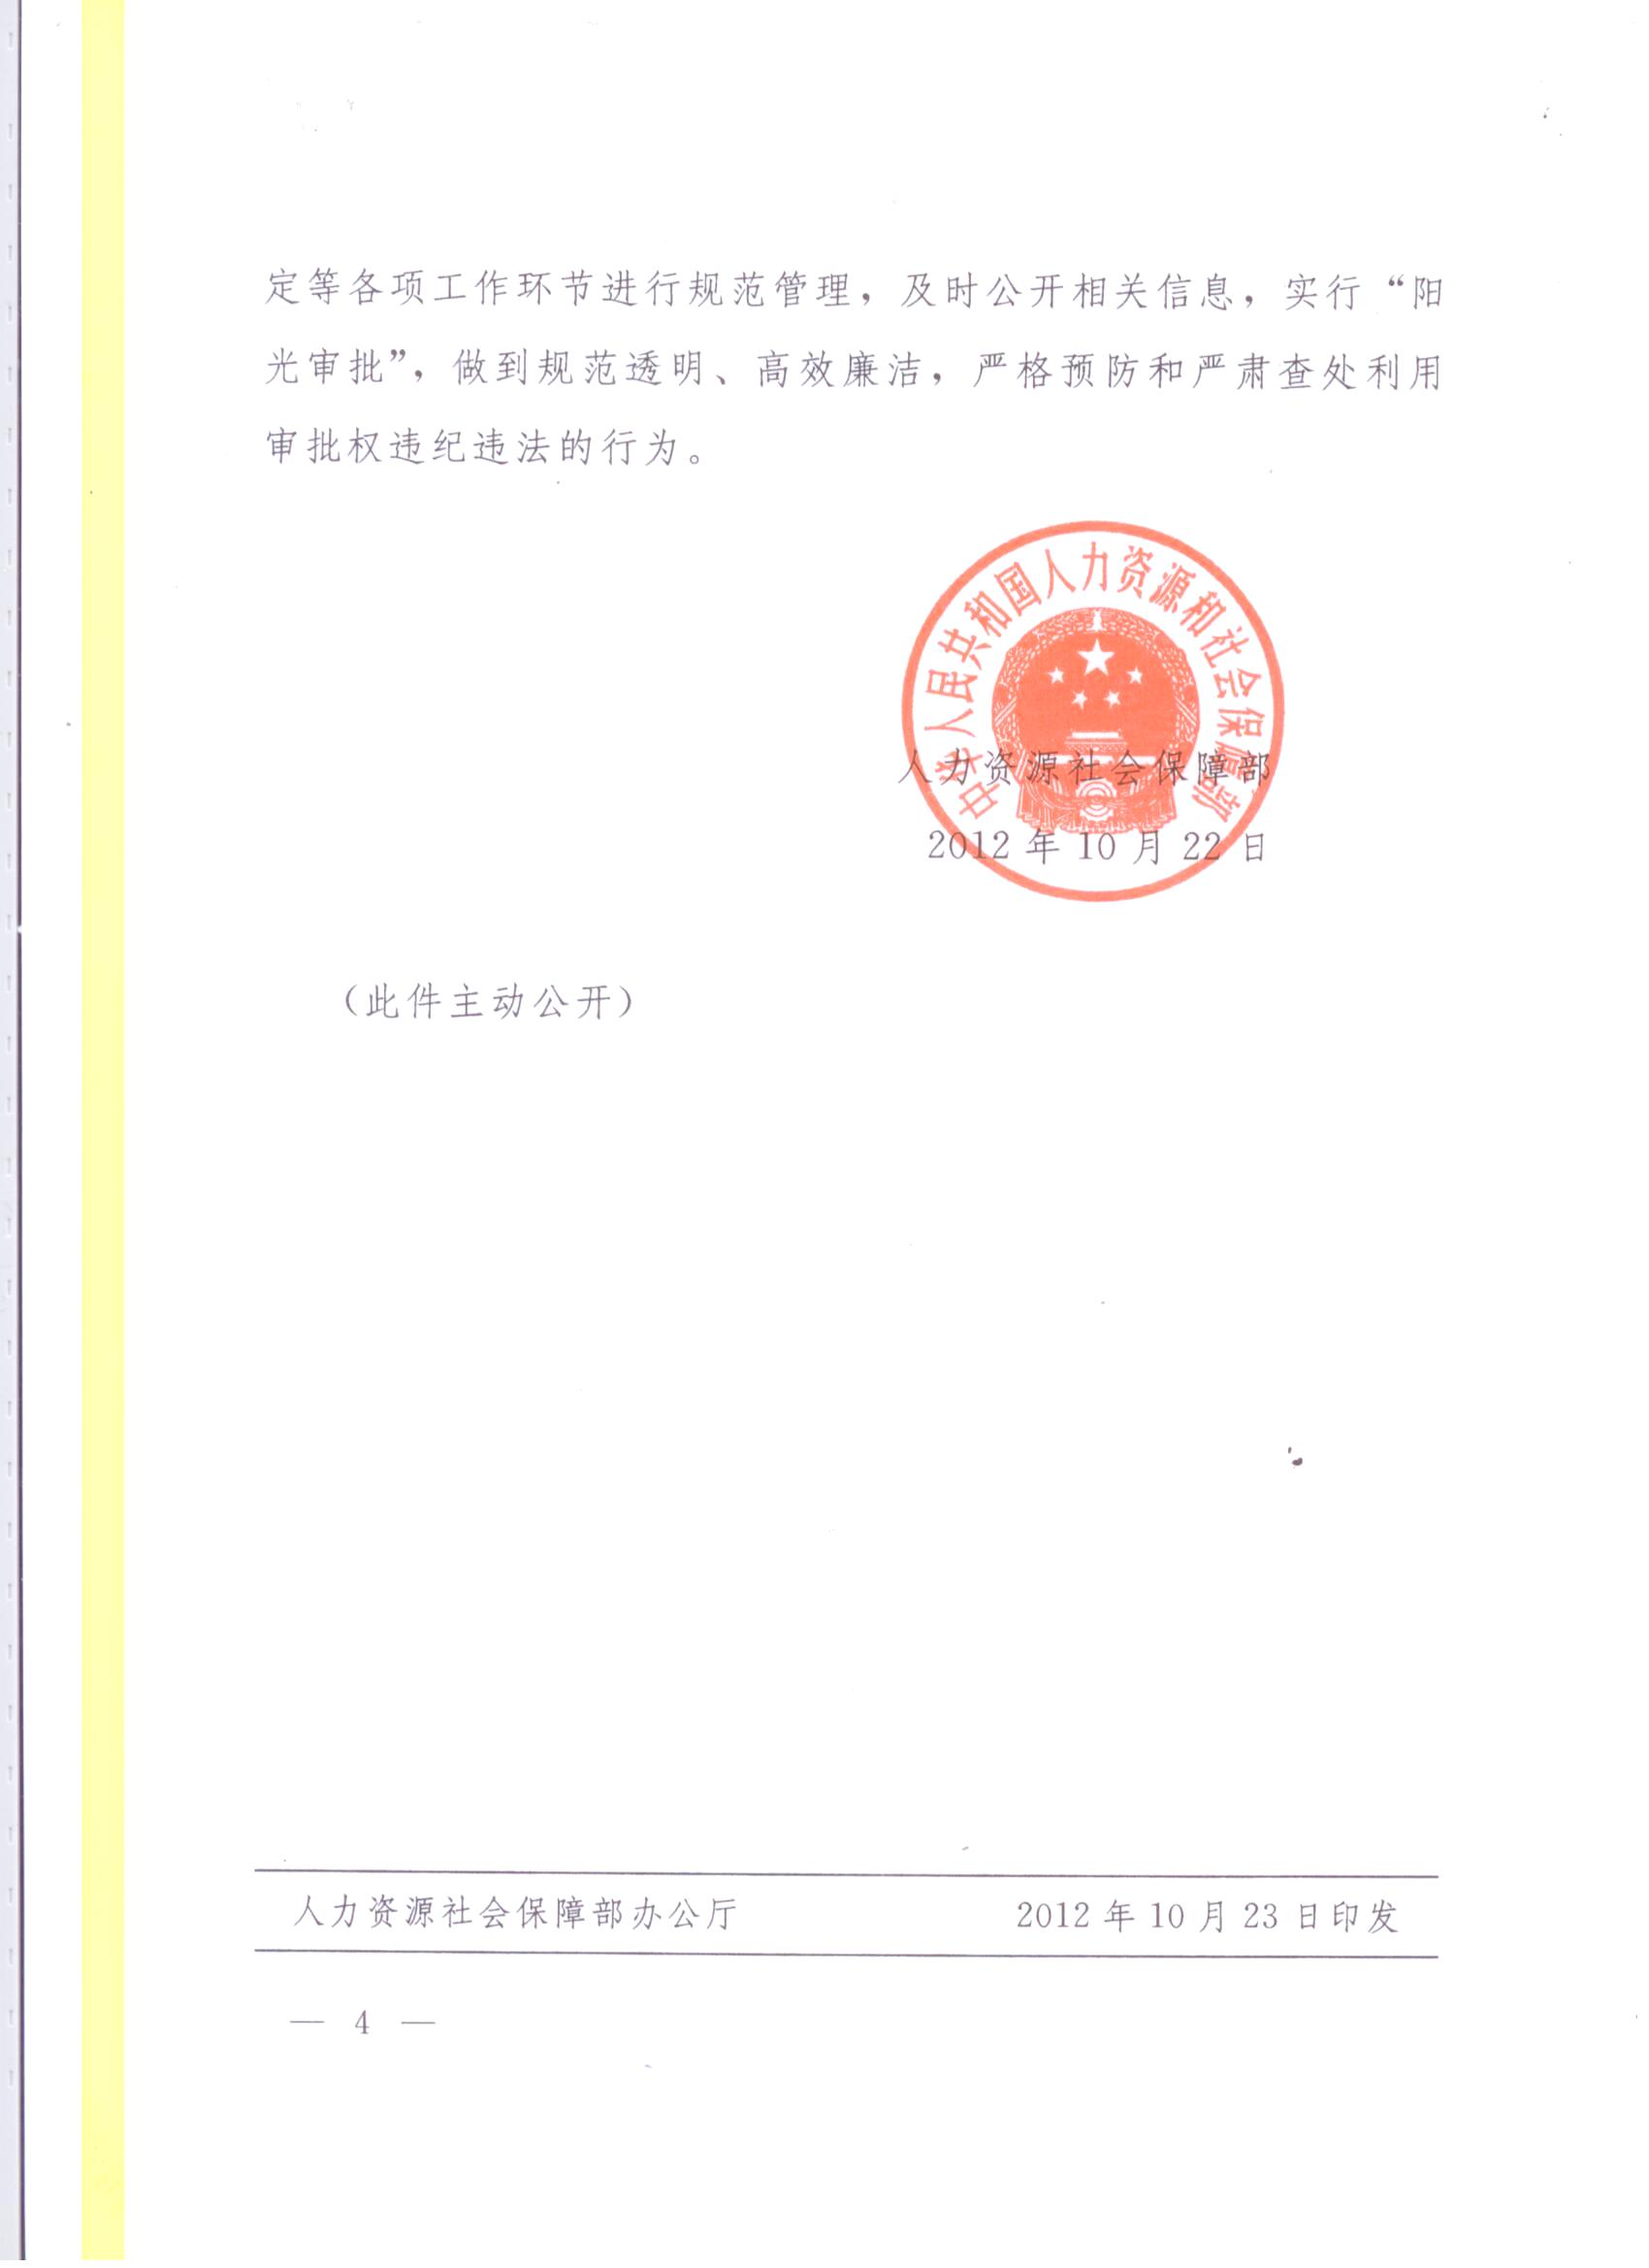 定等各项工作环节进行规范管理，及时公开相关信息，实行“阳
光审批”，做到规范透明、高效廉洁，严格预防和严肃查处利用
审批权违纪违法的行为。
中华人民共和国人力资源和社会保障部
人力资源社会保障部
2012年10月22日
（此件主动公开）
人力资源社会保障部办公厅 2012年10月23日印发
— 4 —